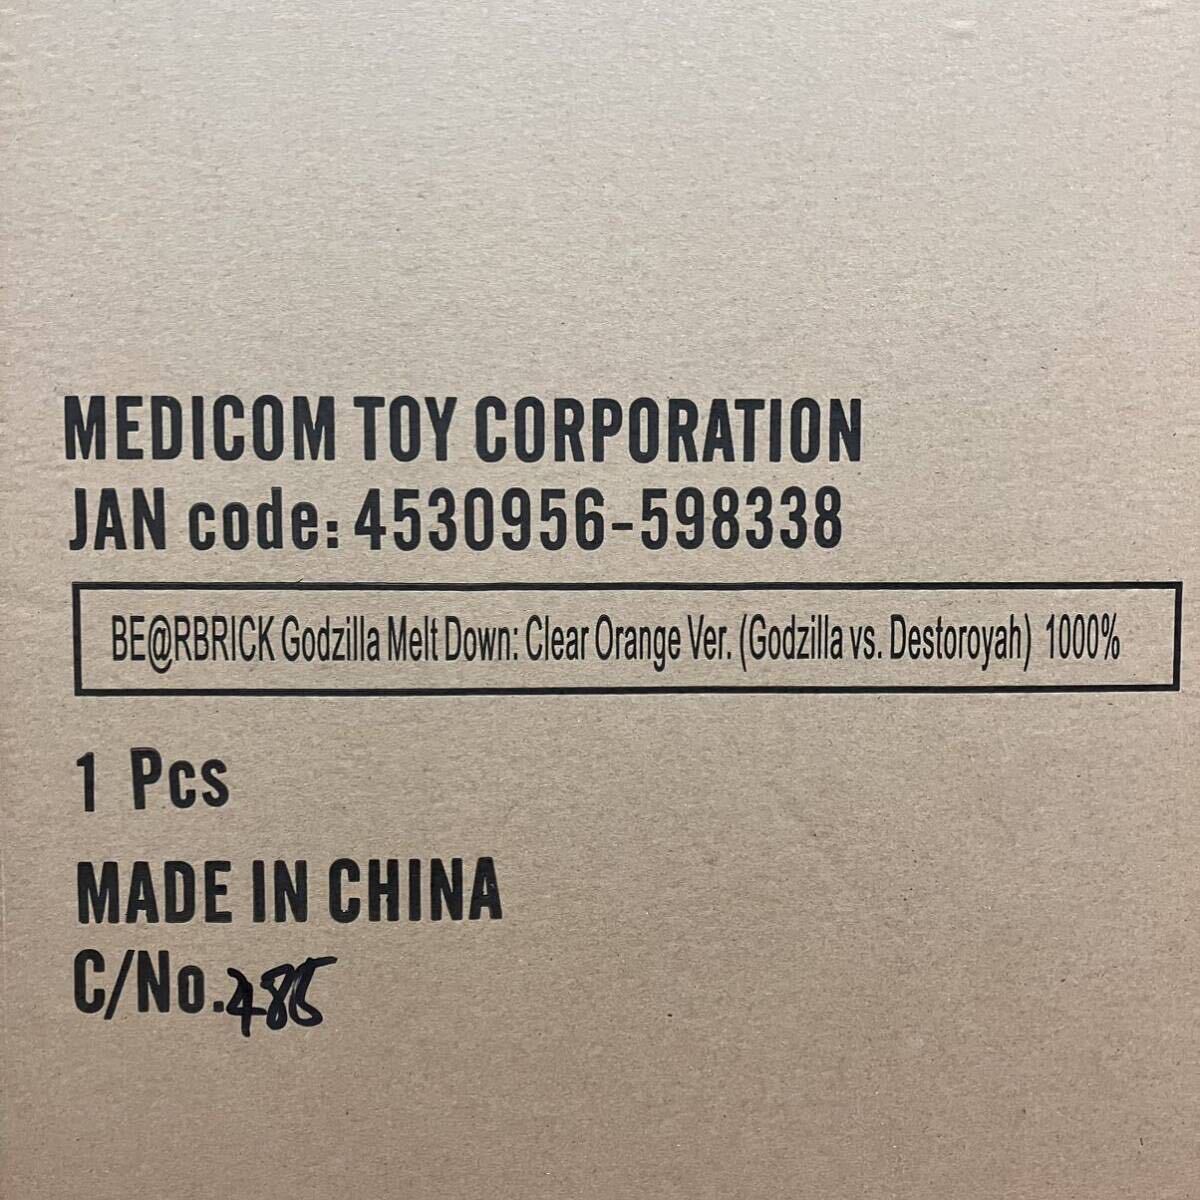 MEDICOM TOY CORPORATION
JAN code: 4530956-598338
BE@RBRICK Godzilla Melt Down: Clear Orange Ver. (Godzilla vs. Destoroyah) 1000%
1 Pcs
MADE IN CHINA
C/No. 485